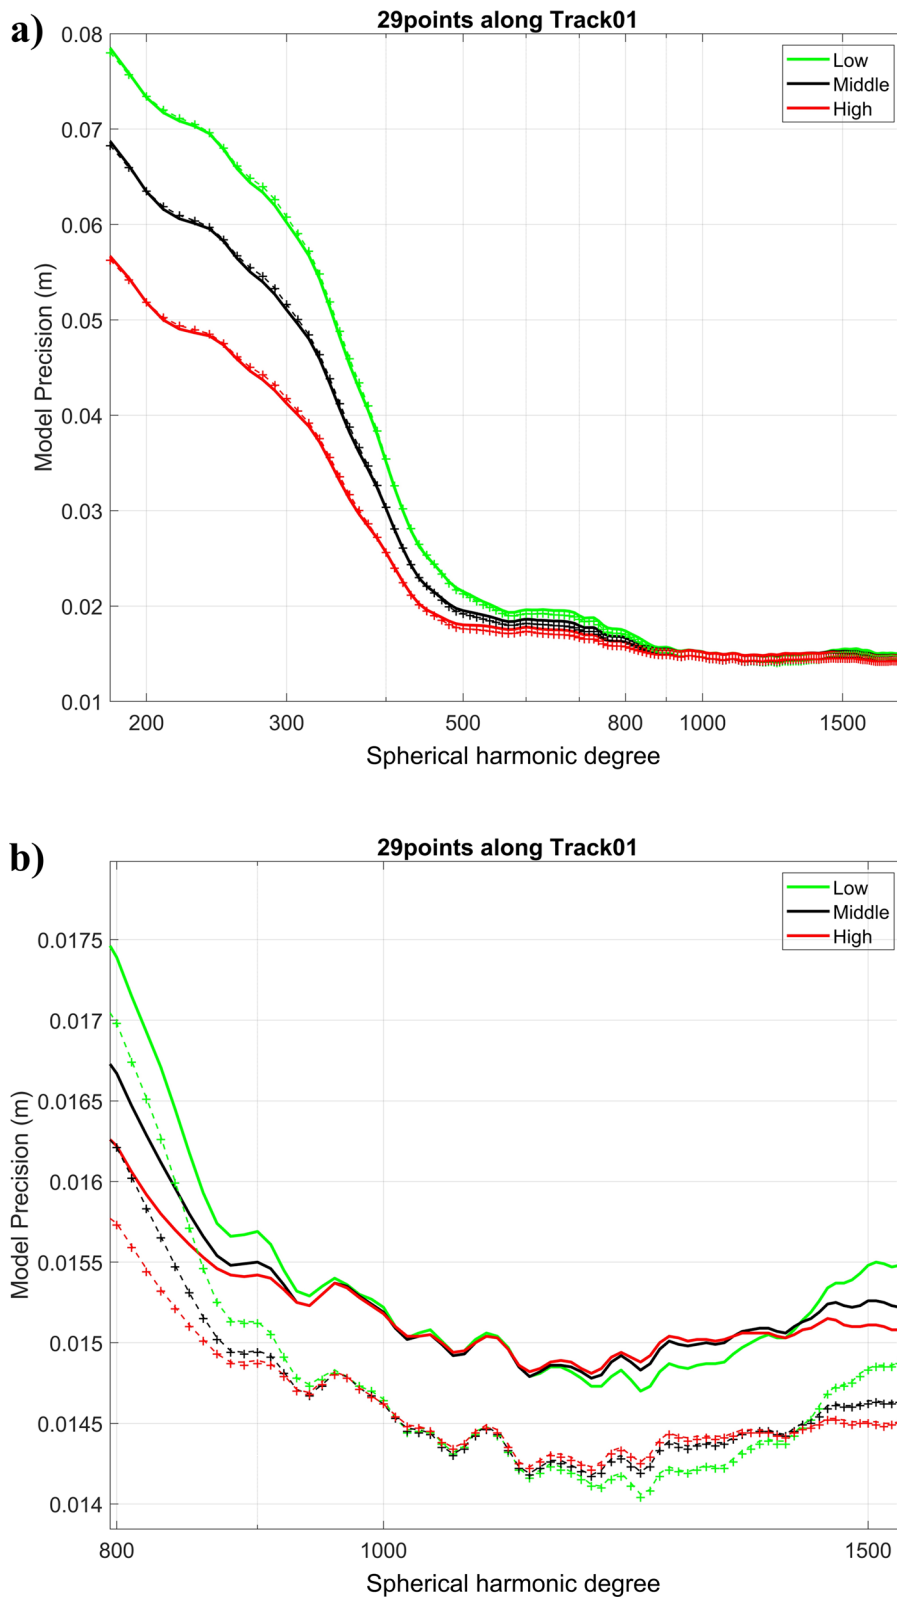 a)
29points along Track01
0.08
0.07
0.06
0.05
0.04
0.03
0.02
0.01
Model Precision (m)
Low
Middle
High
200 300 500 800 1000 1500
Spherical harmonic degree
b)
29points along Track01
0.0175
0.017
0.0165
0.016
0.0155
0.015
0.0145
0.014
Model Precision (m)
Low
Middle
High
800 1000 1500
Spherical harmonic degree